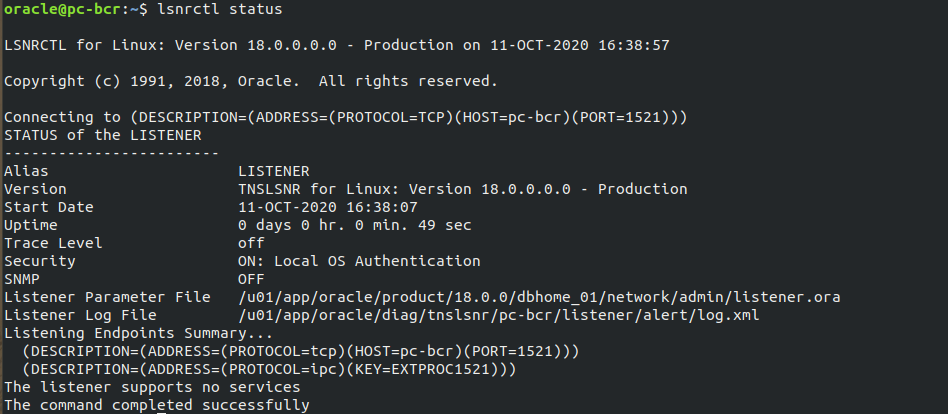 oracle@pc-bcr:~$ lsnrctl status
LSNRCTL for Linux: Version 18.0.0.0.0 - Production on 11-OCT-2020 16:38:57
Copyright (c) 1991, 2018, Oracle.  All rights reserved.
Connecting to (DESCRIPTION=(ADDRESS=(PROTOCOL=TCP)(HOST=pc-bcr)(PORT=1521)))
STATUS of the LISTENER
------------------------
Alias                     LISTENER
Version                   TNSLSNR for Linux: Version 18.0.0.0.0 - Production
Start Date                11-OCT-2020 16:38:07
Uptime                    0 days 0 hr. 0 min. 49 sec
Trace Level               off
Security                  ON: Local OS Authentication
SNMP                      OFF
Listener Parameter File   /u01/app/oracle/product/18.0.0/dbhome_01/network/admin/listener.ora
Listener Log File         /u01/app/oracle/diag/tnslsnr/pc-bcr/listener/alert/log.xml
Listening Endpoints Summary...
  (DESCRIPTION=(ADDRESS=(PROTOCOL=tcp)(HOST=pc-bcr)(PORT=1521)))
  (DESCRIPTION=(ADDRESS=(PROTOCOL=ipc)(KEY=EXTPROC1521)))
The listener supports no services
The command completed successfully